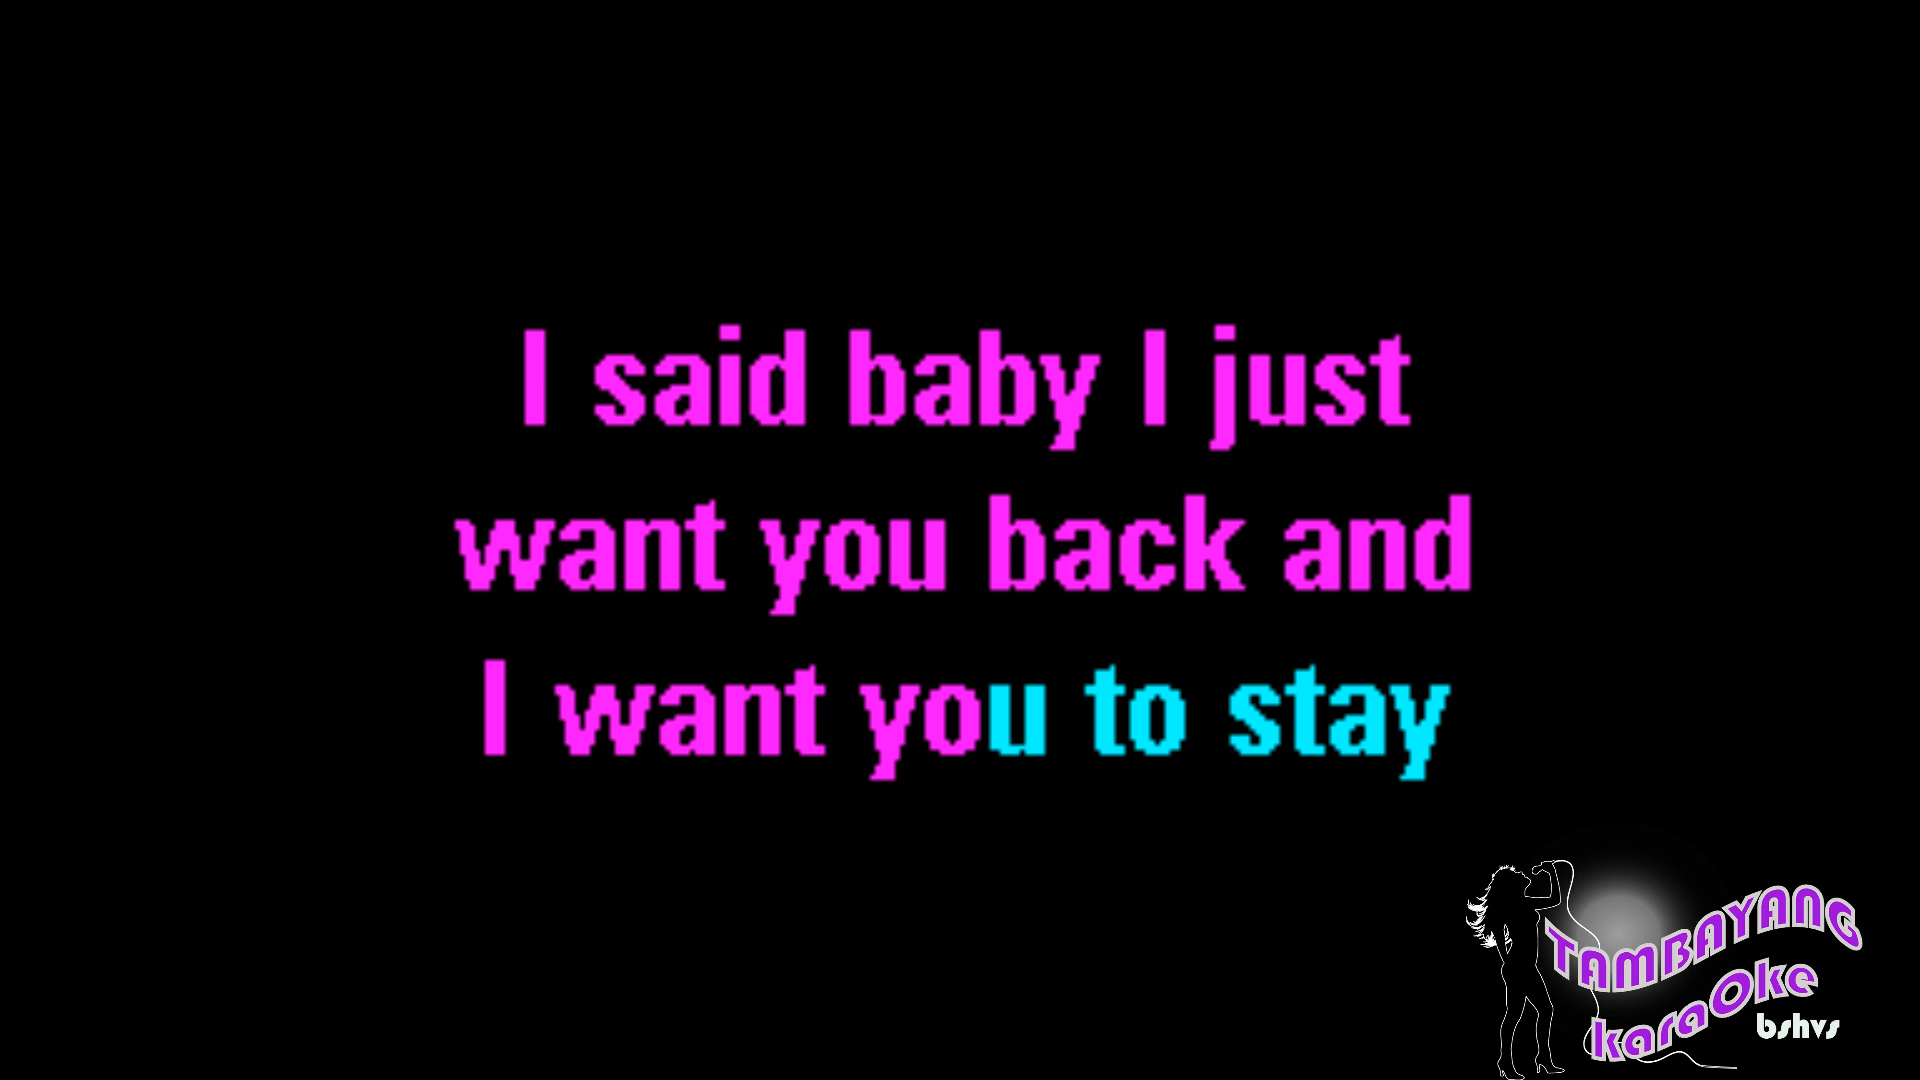 I said baby I just
want you back and
I want you to stay
TAMBAYANG
karaOke
bshvs